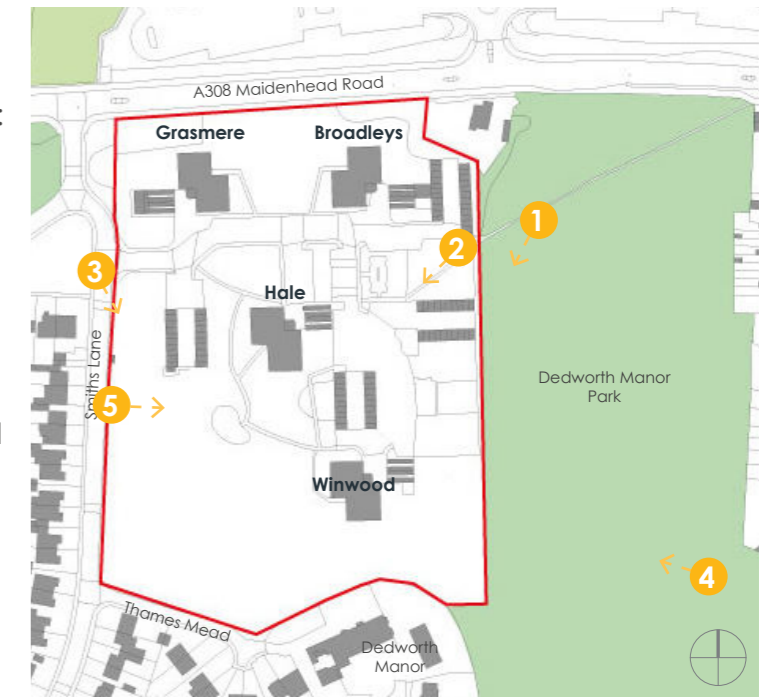 A308 Maidenhead Road
Grasmere
Broadleys
1
2
3
Hale
Smiths Lane
5
Dedworth Manor
Park
Winwood
4
Thames Mead
Dedworth
Manor